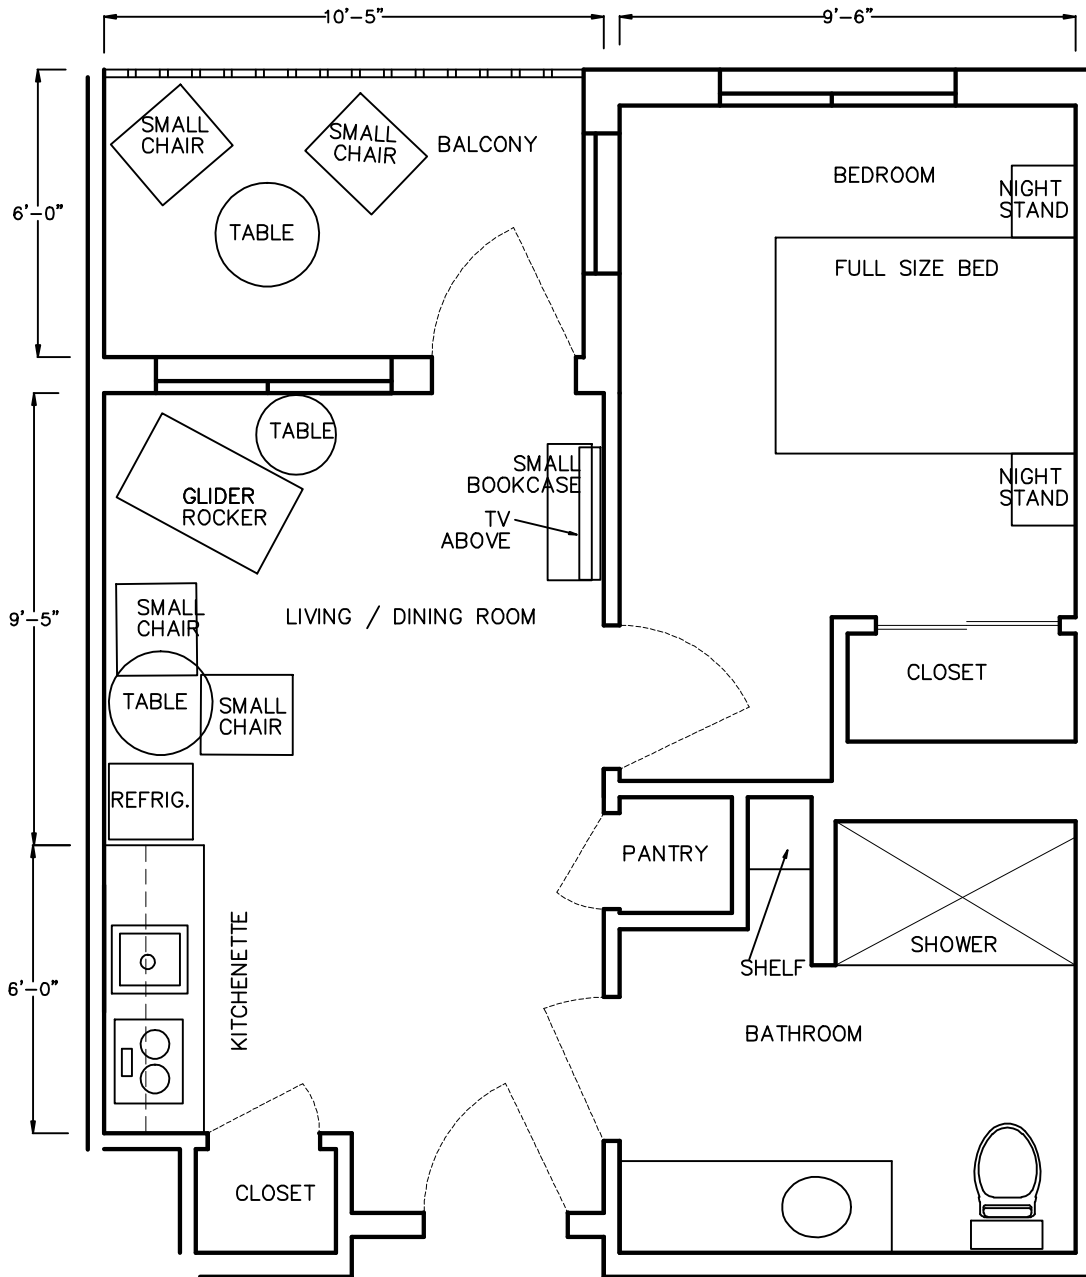 10'-5"
9'-6"
SMALL
CHAIR
SMALL
CHAIR
BALCONY
BEDROOM
NIGHT
STAND
6'-0"
TABLE
FULL SIZE BED
TABLE
SMALL
BOOKCASE
NIGHT
STAND
GLIDER
ROCKER
TV
ABOVE
9'-5"
SMALL
CHAIR
LIVING / DINING ROOM
CLOSET
TABLE
SMALL
CHAIR
REFRIG.
PANTRY
KITCHENETTE
SHOWER
SHELF
6'-0"
BATHROOM
CLOSET